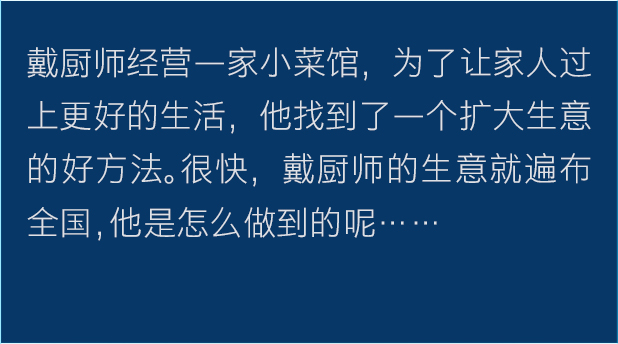 戴厨师经营一家小菜馆，为了让家人过
上更好的生活，他找到了一个扩大生意
的好方法。很快，戴厨师的生意就遍布
全国，他是怎么做到的呢……